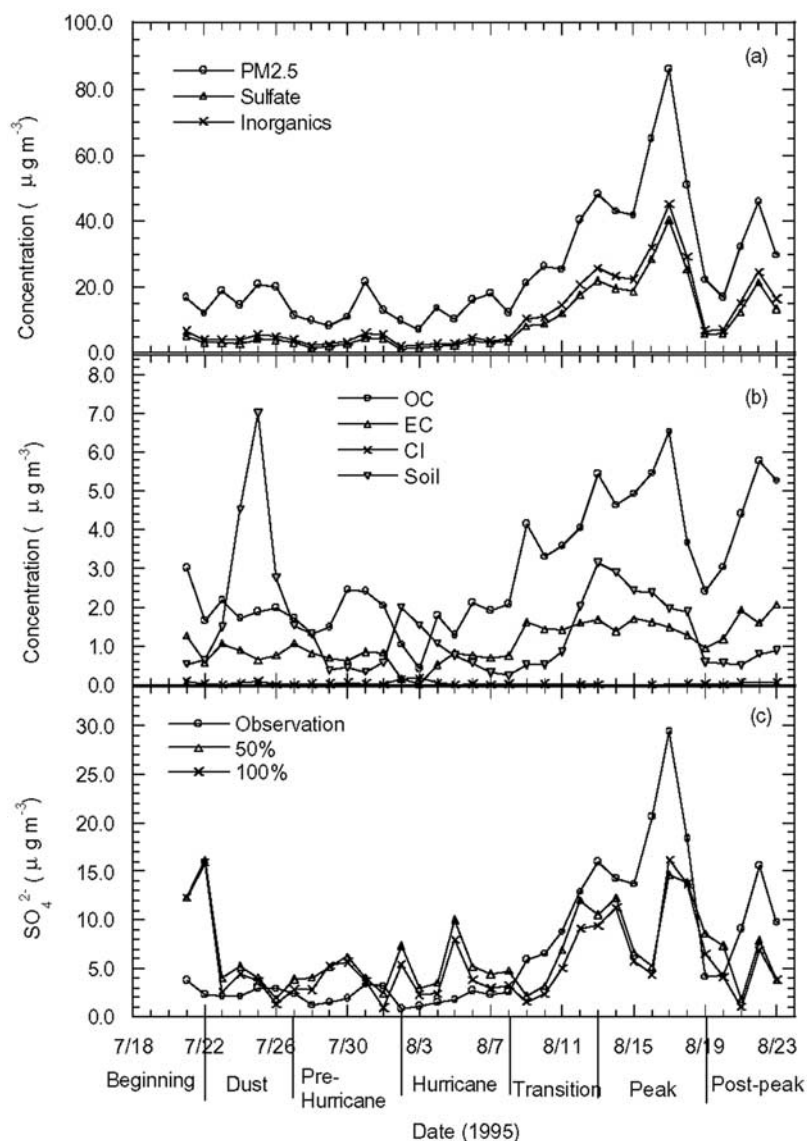 100.0
(a)
PM2.5
Sulfate
Inorganics
80.0
60.0
40.0
20.0
0.0
Concentration ( μg m⁻³)
8.0
(b)
OC
EC
Cl
Soil
7.0
6.0
5.0
4.0
3.0
2.0
1.0
0.0
Concentration ( μg m⁻³)
(c)
Observation
50%
100%
30.0
25.0
20.0
15.0
10.0
5.0
0.0
SO₄²⁻ (μg m⁻³)
7/18 7/22 7/26 7/30 8/3 8/7 8/11 8/15 8/19 8/23
Beginning Dust Pre-Hurricane Hurricane Transition Peak Post-peak
Date (1995)